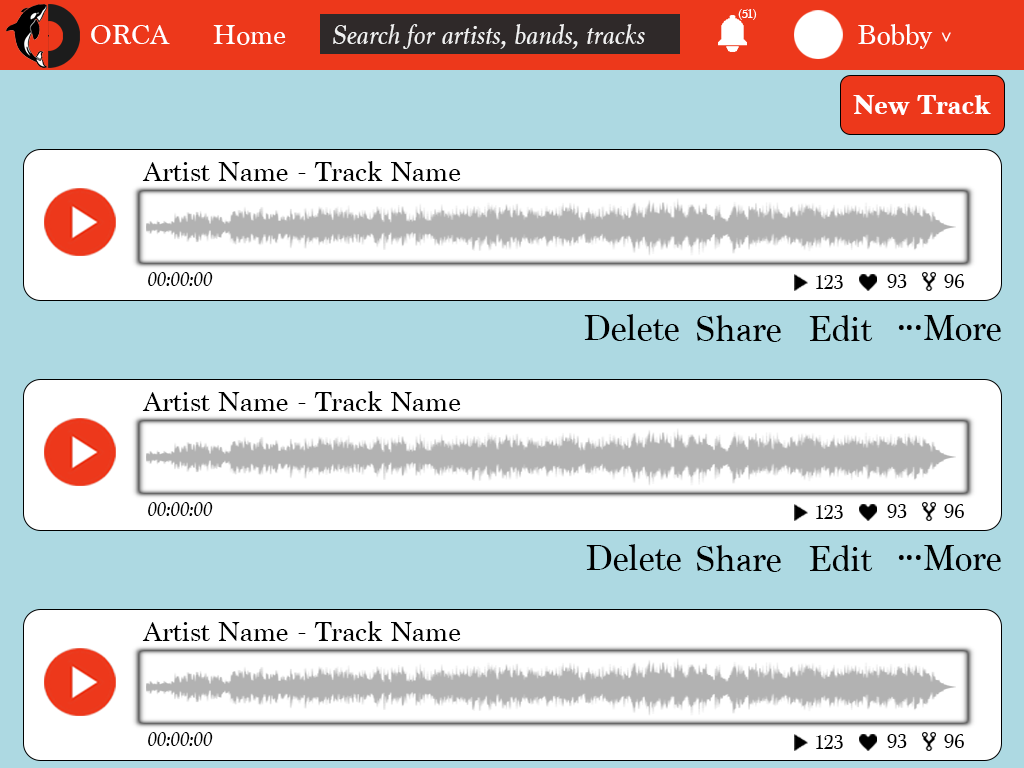 ORCA Home Search for artists, bands, tracks (51) Bobby ˅
New Track
Artist Name - Track Name
00:00:00 123 93 96
Delete Share Edit ···More
Artist Name - Track Name
00:00:00 123 93 96
Delete Share Edit ···More
Artist Name - Track Name
00:00:00 123 93 96